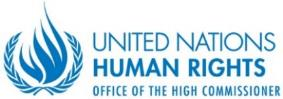 UNITED NATIONS
HUMAN RIGHTS
OFFICE OF THE HIGH COMMISSIONER